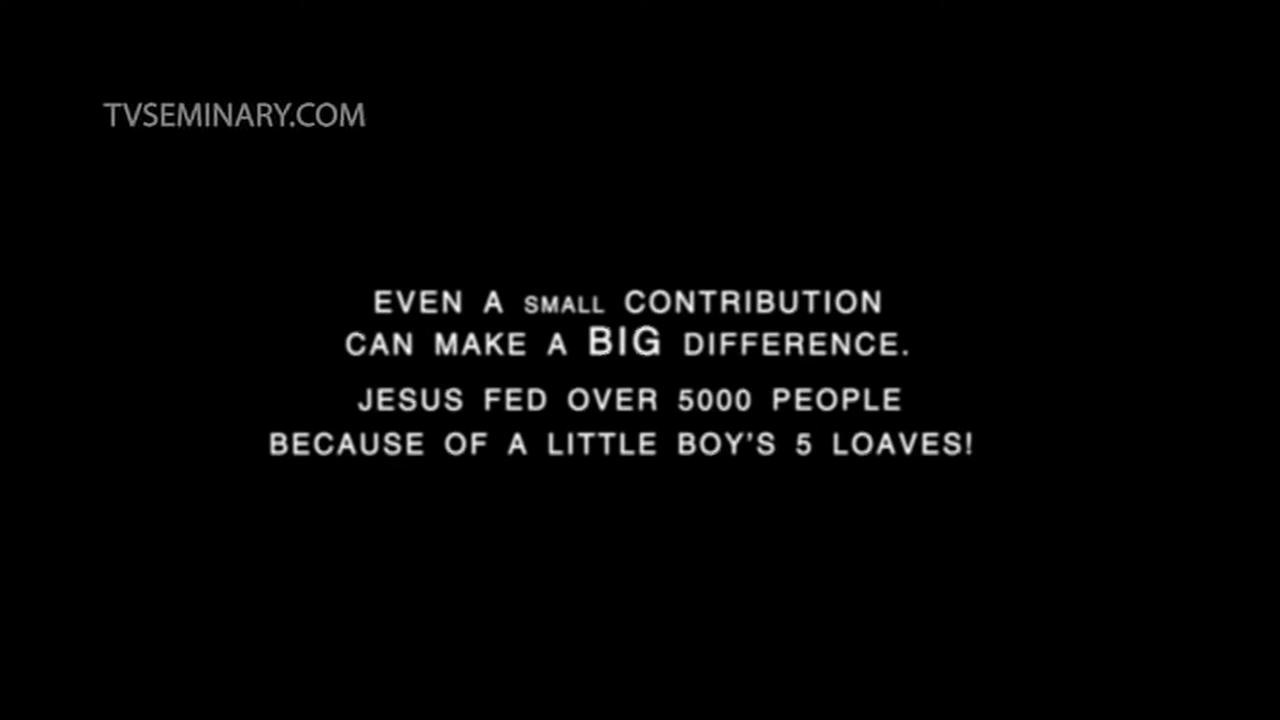 TVSEMINARY.COM
EVEN A SMALL CONTRIBUTION
CAN MAKE A BIG DIFFERENCE.
JESUS FED OVER 5000 PEOPLE
BECAUSE OF A LITTLE BOY'S 5 LOAVES!